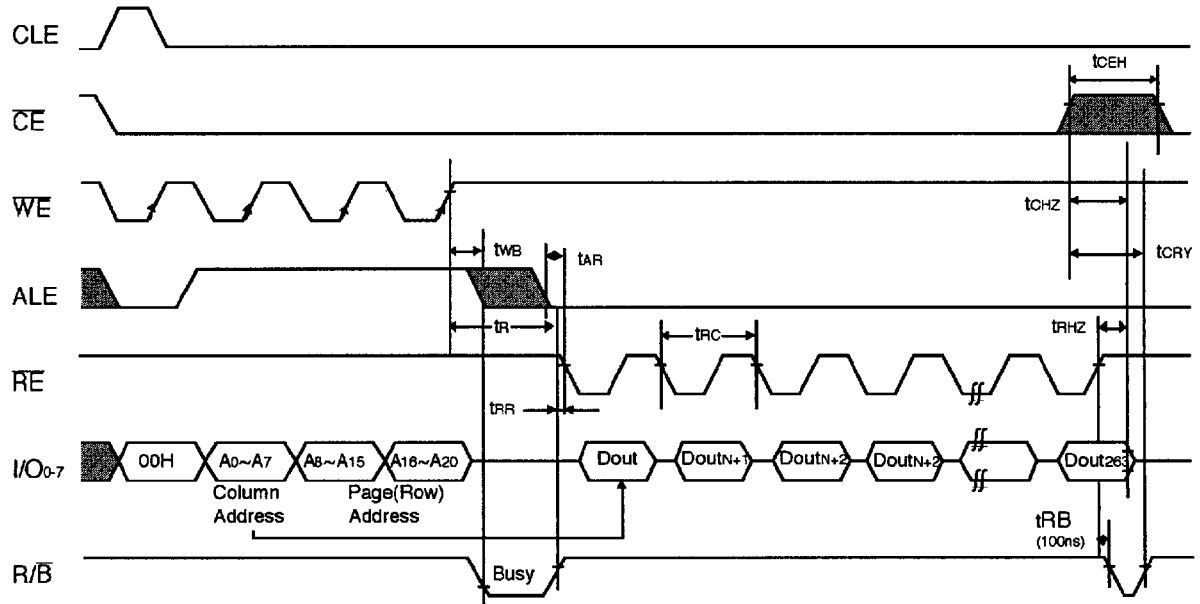 CLE
tCEH
CE
WE
tCHZ
tWB
tAR
tCRY
ALE
tR
tRC
tRHZ
RE
tRR
I/O0-7
00H
A0~A7
A8~A15
A16~A20
Dout
DoutN+1
DoutN+2
DoutN+2
Dout263
Column
Address
Page(Row)
Address
tRB
(100ns)
R/B
Busy